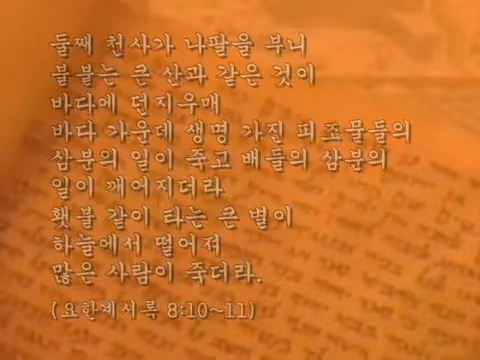 둘째 천사가 나팔을 부니
불붙는 큰 산과 같은 것이
바다에 던지우매
바다 가운데 생명 가진 피조물들의
삼분의 일이 죽고 배들의 삼분의
일이 깨어지더라
횃불 같이 타는 큰 별이
하늘에서 떨어져
많은 사람이 죽더라.
(요한계시록 8:10~11)